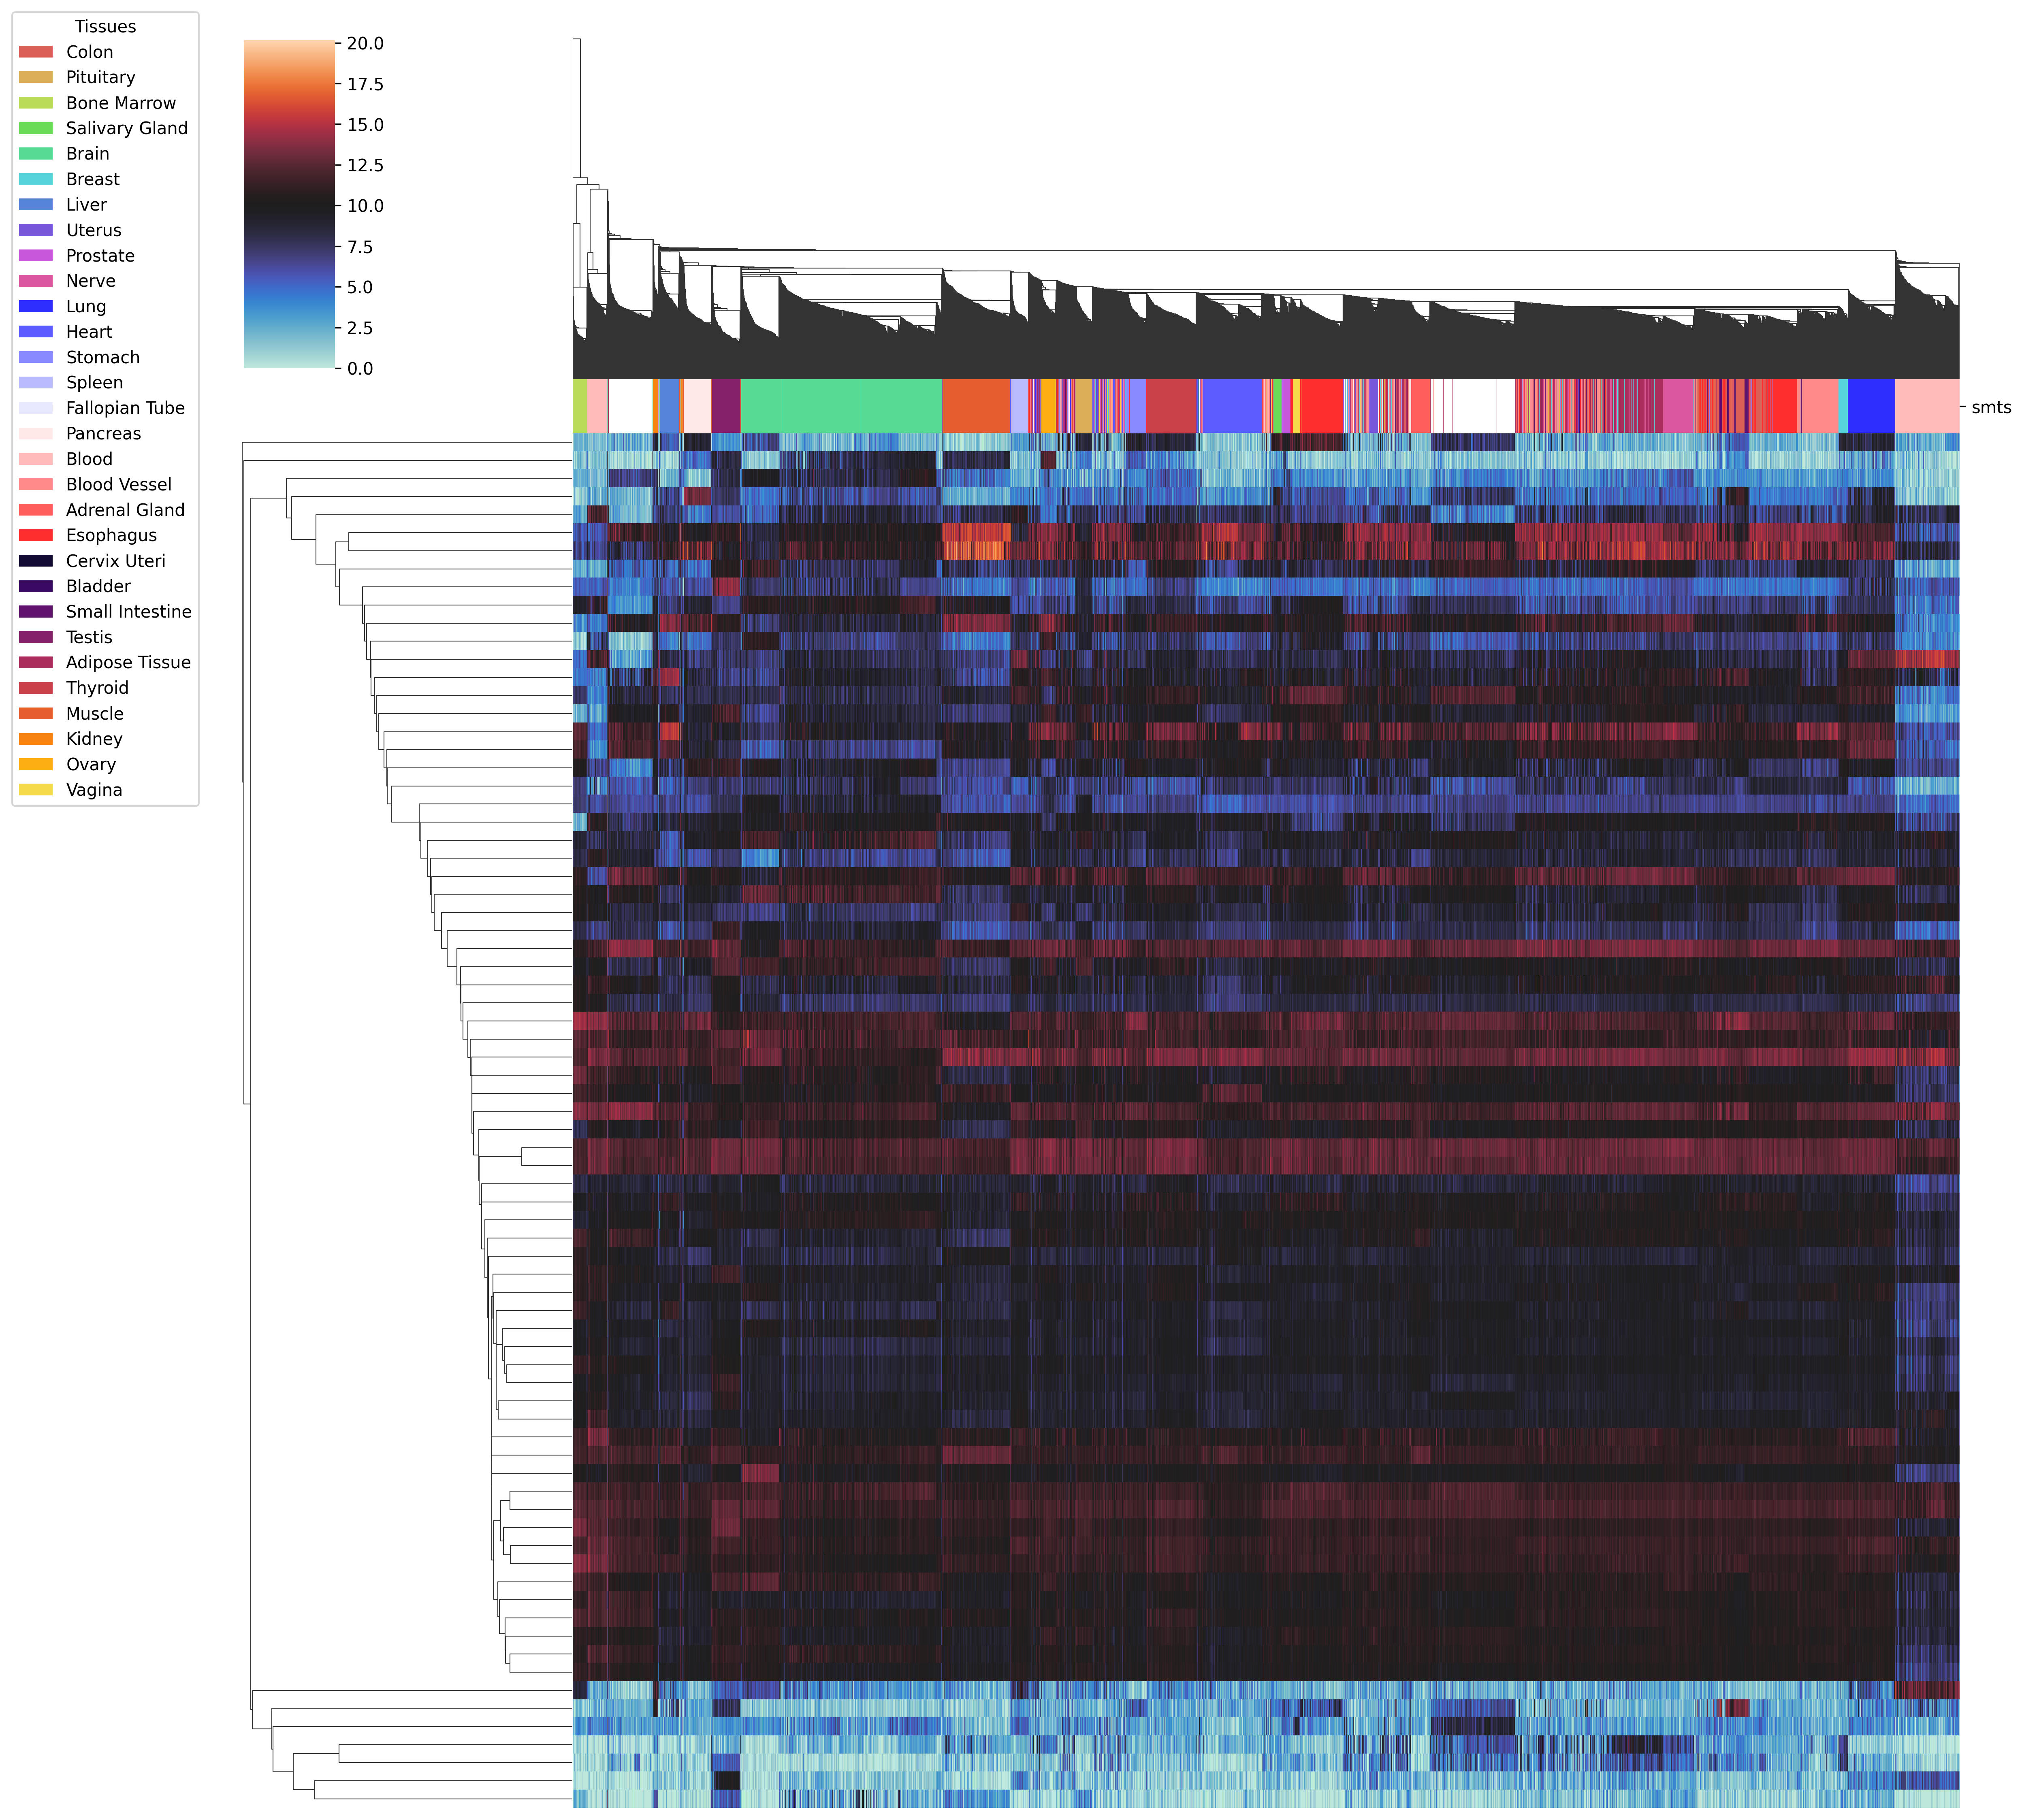 Tissues
Colon
Pituitary
Bone Marrow
Salivary Gland
Brain
Breast
Liver
Uterus
Prostate
Nerve
Lung
Heart
Stomach
Spleen
Fallopian Tube
Pancreas
Blood
Blood Vessel
Adrenal Gland
Esophagus
Cervix Uteri
Bladder
Small Intestine
Testis
Adipose Tissue
Thyroid
Muscle
Kidney
Ovary
Vagina
20.0
17.5
15.0
12.5
10.0
7.5
5.0
2.5
0.0
smts